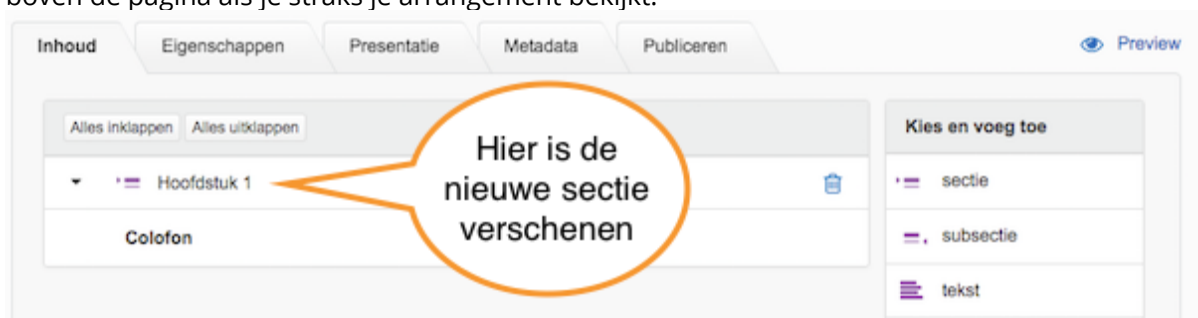 boven de pagina als je straks je arrangement bekijkt.
Inhoud Eigenschappen Presentatie Metadata Publiceren Preview
Alles inklappen Alles uitklappen
Hoofdstuk 1
Colofon
Hier is de
nieuwe sectie
verschenen
Kies en voeg toe
sectie
subsectie
tekst